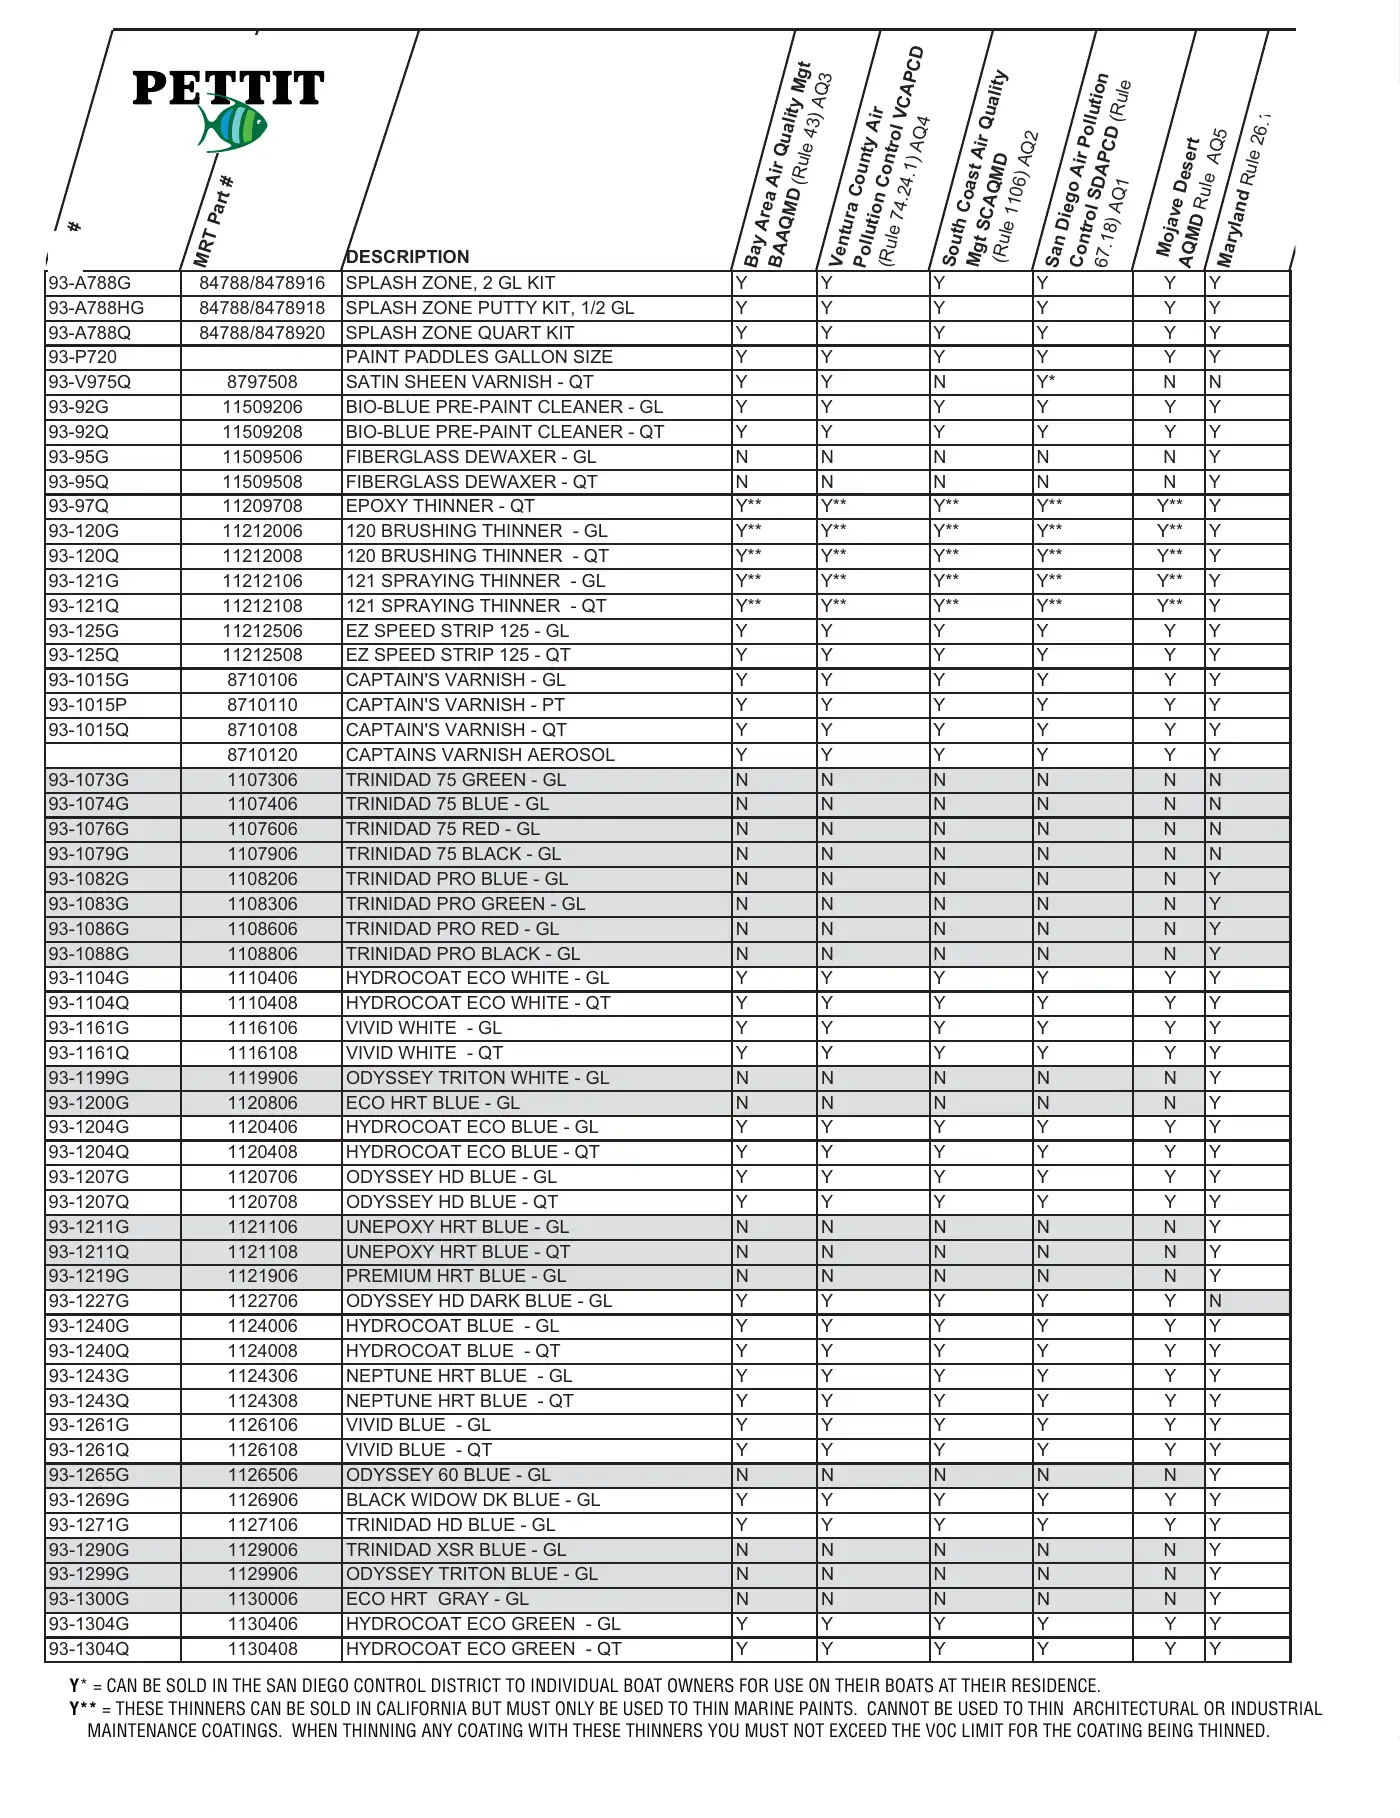 PETTIT
#
MRT Part #
DESCRIPTION
Bay Area Air Quality Mgt
BAAQMD (Rule 43) AQ3
Ventura County Air
Pollution Control VCAPCD
(Rule 74.24.1) AQ4
South Coast Air Quality
Mgt SCAQMD
(Rule 1106) AQ2
San Diego Air Pollution
Control SDAPCD (Rule
67.18) AQ1
Mojave Desert
AQMD Rule AQ5
Maryland Rule 26.1
93-A788G 84788/8478916 SPLASH ZONE, 2 GL KIT Y Y Y Y Y Y
93-A788HG 84788/8478918 SPLASH ZONE PUTTY KIT, 1/2 GL Y Y Y Y Y Y
93-A788Q 84788/8478920 SPLASH ZONE QUART KIT Y Y Y Y Y Y
93-P720 PAINT PADDLES GALLON SIZE Y Y Y Y Y Y
93-V975Q 8797508 SATIN SHEEN VARNISH - QT Y Y N Y* N N
93-92G 11509206 BIO-BLUE PRE-PAINT CLEANER - GL Y Y Y Y Y Y
93-92Q 11509208 BIO-BLUE PRE-PAINT CLEANER - QT Y Y Y Y Y Y
93-95G 11509506 FIBERGLASS DEWAXER - GL N N N N N Y
93-95Q 11509508 FIBERGLASS DEWAXER - QT N N N N N Y
93-97Q 11209708 EPOXY THINNER - QT Y** Y** Y** Y** Y** Y
93-120G 11212006 120 BRUSHING THINNER - GL Y** Y** Y** Y** Y** Y
93-120Q 11212008 120 BRUSHING THINNER - QT Y** Y** Y** Y** Y** Y
93-121G 11212106 121 SPRAYING THINNER - GL Y** Y** Y** Y** Y** Y
93-121Q 11212108 121 SPRAYING THINNER - QT Y** Y** Y** Y** Y** Y
93-125G 11212506 EZ SPEED STRIP 125 - GL Y Y Y Y Y Y
93-125Q 11212508 EZ SPEED STRIP 125 - QT Y Y Y Y Y Y
93-1015G 8710106 CAPTAIN'S VARNISH - GL Y Y Y Y Y Y
93-1015P 8710110 CAPTAIN'S VARNISH - PT Y Y Y Y Y Y
93-1015Q 8710108 CAPTAIN'S VARNISH - QT Y Y Y Y Y Y
8710120 CAPTAINS VARNISH AEROSOL Y Y Y Y Y Y
93-1073G 1107306 TRINIDAD 75 GREEN - GL N N N N N N
93-1074G 1107406 TRINIDAD 75 BLUE - GL N N N N N N
93-1076G 1107606 TRINIDAD 75 RED - GL N N N N N N
93-1079G 1107906 TRINIDAD 75 BLACK - GL N N N N N N
93-1082G 1108206 TRINIDAD PRO BLUE - GL N N N N N Y
93-1083G 1108306 TRINIDAD PRO GREEN - GL N N N N N Y
93-1086G 1108606 TRINIDAD PRO RED - GL N N N N N Y
93-1088G 1108806 TRINIDAD PRO BLACK - GL N N N N N Y
93-1104G 1110406 HYDROCOAT ECO WHITE - GL Y Y Y Y Y Y
93-1104Q 1110408 HYDROCOAT ECO WHITE - QT Y Y Y Y Y Y
93-1161G 1116106 VIVID WHITE - GL Y Y Y Y Y Y
93-1161Q 1116108 VIVID WHITE - QT Y Y Y Y Y Y
93-1199G 1119906 ODYSSEY TRITON WHITE - GL N N N N N Y
93-1200G 1120806 ECO HRT BLUE - GL N N N N N Y
93-1204G 1120406 HYDROCOAT ECO BLUE - GL Y Y Y Y Y Y
93-1204Q 1120408 HYDROCOAT ECO BLUE - QT Y Y Y Y Y Y
93-1207G 1120706 ODYSSEY HD BLUE - GL Y Y Y Y Y Y
93-1207Q 1120708 ODYSSEY HD BLUE - QT Y Y Y Y Y Y
93-1211G 1121106 UNEPOXY HRT BLUE - GL N N N N N Y
93-1211Q 1121108 UNEPOXY HRT BLUE - QT N N N N N Y
93-1219G 1121906 PREMIUM HRT BLUE - GL N N N N N Y
93-1227G 1122706 ODYSSEY HD DARK BLUE - GL Y Y Y Y Y N
93-1240G 1124006 HYDROCOAT BLUE - GL Y Y Y Y Y Y
93-1240Q 1124008 HYDROCOAT BLUE - QT Y Y Y Y Y Y
93-1243G 1124306 NEPTUNE HRT BLUE - GL Y Y Y Y Y Y
93-1243Q 1124308 NEPTUNE HRT BLUE - QT Y Y Y Y Y Y
93-1261G 1126106 VIVID BLUE - GL Y Y Y Y Y Y
93-1261Q 1126108 VIVID BLUE - QT Y Y Y Y Y Y
93-1265G 1126506 ODYSSEY 60 BLUE - GL N N N N N Y
93-1269G 1126906 BLACK WIDOW DK BLUE - GL Y Y Y Y Y Y
93-1271G 1127106 TRINIDAD HD BLUE - GL Y Y Y Y Y Y
93-1290G 1129006 TRINIDAD XSR BLUE - GL N N N N N Y
93-1299G 1129906 ODYSSEY TRITON BLUE - GL N N N N N Y
93-1300G 1130006 ECO HRT GRAY - GL N N N N N Y
93-1304G 1130406 HYDROCOAT ECO GREEN - GL Y Y Y Y Y Y
93-1304Q 1130408 HYDROCOAT ECO GREEN - QT Y Y Y Y Y Y
Y* = CAN BE SOLD IN THE SAN DIEGO CONTROL DISTRICT TO INDIVIDUAL BOAT OWNERS FOR USE ON THEIR BOATS AT THEIR RESIDENCE.
Y** = THESE THINNERS CAN BE SOLD IN CALIFORNIA BUT MUST ONLY BE USED TO THIN MARINE PAINTS. CANNOT BE USED TO THIN ARCHITECTURAL OR INDUSTRIAL
MAINTENANCE COATINGS. WHEN THINNING ANY COATING WITH THESE THINNERS YOU MUST NOT EXCEED THE VOC LIMIT FOR THE COATING BEING THINNED.